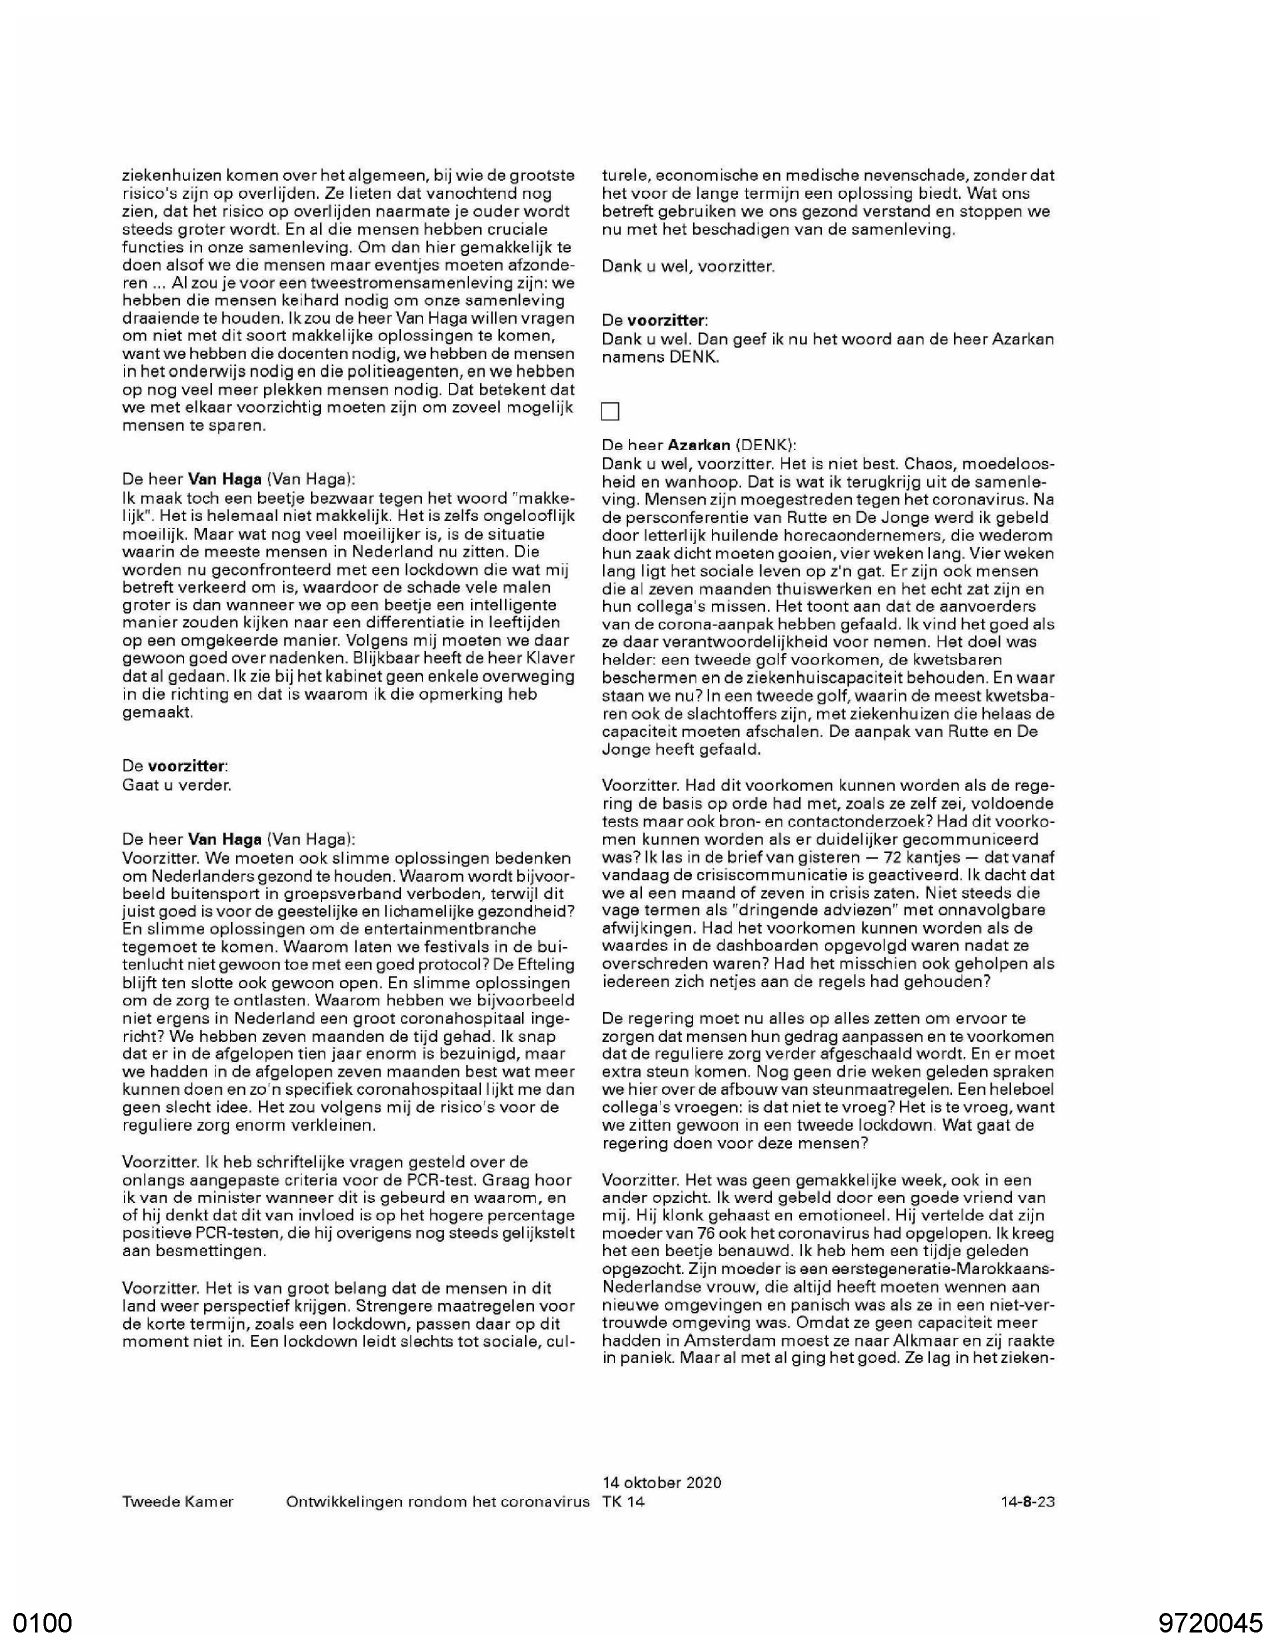 ziekenhuizen komen over het algemeen, bij wie de grootste
risico's zijn op overlijden. Ze lieten dat vanochtend nog
zien, dat het risico op overlijden naarmate je ouder wordt
steeds groter wordt. En al die mensen hebben cruciale
functies in onze samenleving. Om dan hier gemakkelijk te
doen alsof we die mensen maar eventjes moeten afzonde-
ren ... Al zou je voor een tweestromensamenleving zijn: we
hebben die mensen keihard nodig om onze samenleving
draaiende te houden. Ik zou de heer Van Haga willen vragen
om niet met dit soort makkelijke oplossingen te komen,
want we hebben die docenten nodig, we hebben de mensen
in het onderwijs nodig en die politieagenten, en we hebben
op nog veel meer plekken mensen nodig. Dat betekent dat
we met elkaar voorzichtig moeten zijn om zoveel mogelijk
mensen te sparen.
De heer Van Haga (Van Haga):
Ik maak toch een beetje bezwaar tegen het woord "makke-
lijk". Het is helemaal niet makkelijk. Het is zelfs ongelooflijk
moeilijk. Maar wat nog veel moeilijker is, is de situatie
waarin de meeste mensen in Nederland nu zitten. Die
worden nu geconfronteerd met een lockdown die wat mij
betreft verkeerd om is, waardoor de schade vele malen
groter is dan wanneer we op een beetje een intelligente
manier zouden kijken naar een differentiatie in leeftijden
op een omgekeerde manier. Volgens mij moeten we daar
gewoon goed over nadenken. Blijkbaar heeft de heer Klaver
dat al gedaan. Ik zie bij het kabinet geen enkele overweging
in die richting en dat is waarom ik die opmerking heb
gemaakt.
De voorzitter:
Gaat u verder.
De heer Van Haga (Van Haga):
Voorzitter. We moeten ook slimme oplossingen bedenken
om Nederlanders gezond te houden. Waarom wordt bijvoor-
beeld buitensport in groepsverband verboden, terwijl dit
juist goed is voor de geestelijke en lichamelijke gezondheid?
En slimme oplossingen om de entertainmentbranche
tegemoet te komen. Waarom laten we festivals in de bui-
tenlucht niet gewoon toe met een goed protocol? De Efteling
blijft ten slotte ook gewoon open. En slimme oplossingen
om de zorg te ontlasten. Waarom hebben we bijvoorbeeld
niet ergens in Nederland een groot coronahospitaal inge-
richt? We hebben zeven maanden de tijd gehad. Ik snap
dat er in de afgelopen tien jaar enorm is bezuinigd, maar
we hadden in de afgelopen zeven maanden best wat meer
kunnen doen en zo'n specifiek coronahospitaal lijkt me dan
geen slecht idee. Het zou volgens mij de risico's voor de
reguliere zorg enorm verkleinen.
Voorzitter. Ik heb schriftelijke vragen gesteld over de
onlangs aangepaste criteria voor de PCR-test. Graag hoor
ik van de minister wanneer dit is gebeurd en waarom, en
of hij denkt dat dit van invloed is op het hogere percentage
positieve PCR-testen, die hij overigens nog steeds gelijkstelt
aan besmettingen.
Voorzitter. Het is van groot belang dat de mensen in dit
land weer perspectief krijgen. Strengere maatregelen voor
de korte termijn, zoals een lockdown, passen daar op dit
moment niet in. Een lockdown leidt slechts tot sociale, cul-
turele, economische en medische nevenschade, zonder dat
het voor de lange termijn een oplossing biedt. Wat ons
betreft gebruiken we ons gezond verstand en stoppen we
nu met het beschadigen van de samenleving.
Dank u wel, voorzitter.
De voorzitter:
Dank u wel. Dan geef ik nu het woord aan de heer Azarkan
namens DENK.
De heer Azarkan (DENK):
Dank u wel, voorzitter. Het is niet best. Chaos, moedeloos-
heid en wanhoop. Dat is wat ik terugkrijg uit de samenle-
ving. Mensen zijn moegestreden tegen het coronavirus. Na
de persconferentie van Rutte en De Jonge werd ik gebeld
door letterlijk huilende horecaondernemers, die wederom
hun zaak dicht moeten gooien, vier weken lang. Vier weken
lang ligt het sociale leven op z'n gat. Er zijn ook mensen
die al zeven maanden thuiswerken en het echt zat zijn en
hun collega's missen. Het toont aan dat de aanvoerders
van de corona-aanpak hebben gefaald. Ik vind het goed als
ze daar verantwoordelijkheid voor nemen. Het doel was
helder: een tweede golf voorkomen, de kwetsbaren
beschermen en de ziekenhuiscapaciteit behouden. En waar
staan we nu? In een tweede golf, waarin de meest kwetsba-
ren ook de slachtoffers zijn, met ziekenhuizen die helaas de
capaciteit moeten afschalen. De aanpak van Rutte en De
Jonge heeft gefaald.
Voorzitter. Had dit voorkomen kunnen worden als de rege-
ring de basis op orde had met, zoals ze zelf zei, voldoende
tests maar ook bron- en contactonderzoek? Had dit voorko-
men kunnen worden als er duidelijker gecommuniceerd
was? Ik las in de brief van gisteren — 72 kantjes — dat vanaf
vandaag de crisiscommunicatie is geactiveerd. Ik dacht dat
we al een maand of zeven in crisis zaten. Niet steeds die
vage termen als "dringende adviezen" met onnavolgbare
afwijkingen. Had het voorkomen kunnen worden als de
waardes in de dashboarden opgevolgd waren nadat ze
overschreden waren? Had het misschien ook geholpen als
iedereen zich netjes aan de regels had gehouden?
De regering moet nu alles op alles zetten om ervoor te
zorgen dat mensen hun gedrag aanpassen en te voorkomen
dat de reguliere zorg verder afgeschaald wordt. En er moet
extra steun komen. Nog geen drie weken geleden spraken
we hier over de afbouw van steunmaatregelen. Een heleboel
collega's vroegen: is dat niet te vroeg? Het is te vroeg, want
we zitten gewoon in een tweede lockdown. Wat gaat de
regering doen voor deze mensen?
Voorzitter. Het was geen gemakkelijke week, ook in een
ander opzicht. Ik werd gebeld door een goede vriend van
mij. Hij klonk gehaast en emotioneel. Hij vertelde dat zijn
moeder van 76 ook het coronavirus had opgelopen. Ik kreeg
het een beetje benauwd. Ik heb hem een tijdje geleden
opgezocht. Zijn moeder is een eerstegeneratie-Marokkaans-
Nederlandse vrouw, die altijd heeft moeten wennen aan
nieuwe omgevingen en panisch was als ze in een niet-ver-
trouwde omgeving was. Omdat ze geen capaciteit meer
hadden in Amsterdam moest ze naar Alkmaar en zij raakte
in paniek. Maar al met al ging het goed. Ze lag in het zieken-
14 oktober 2020
Tweede Kamer Ontwikkelingen rondom het coronavirus TK 14 14-8-23
0100 9720045